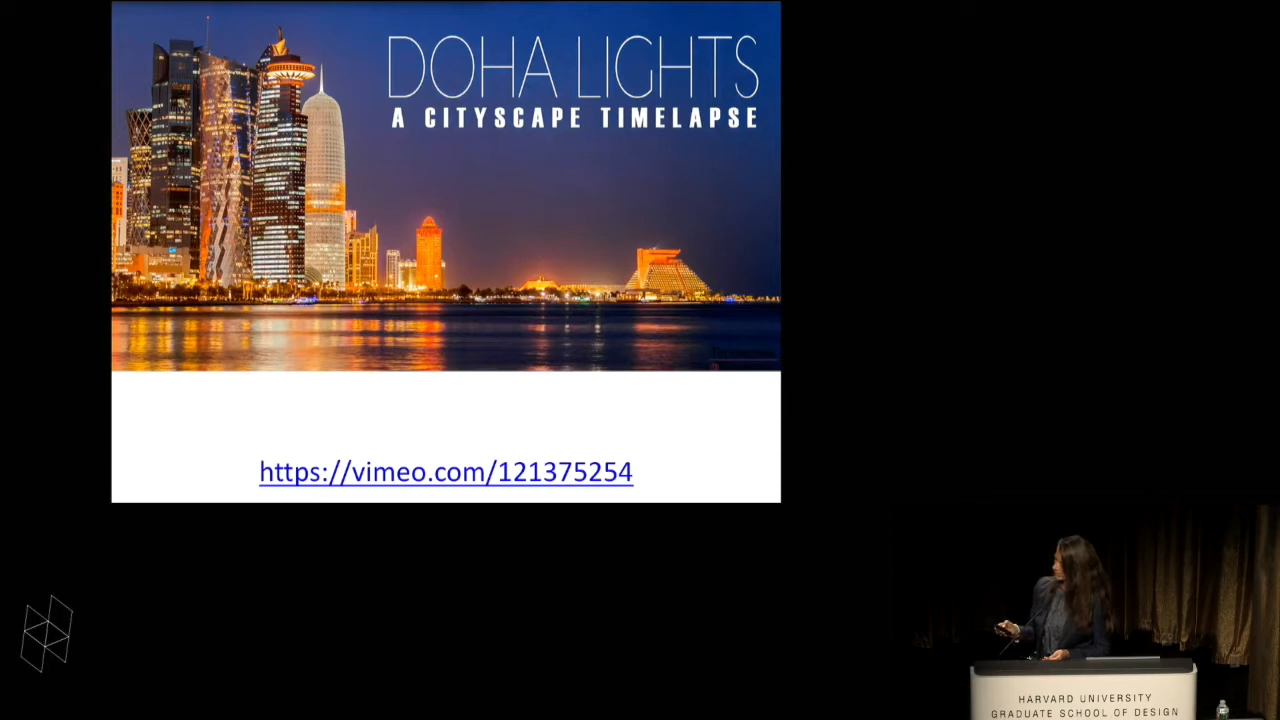 DOHA LIGHTS
A CITYSCAPE TIMELAPSE
https://vimeo.com/121375254
HARVARD UNIVERSITY
GRADUATE SCHOOL OF DESIGN